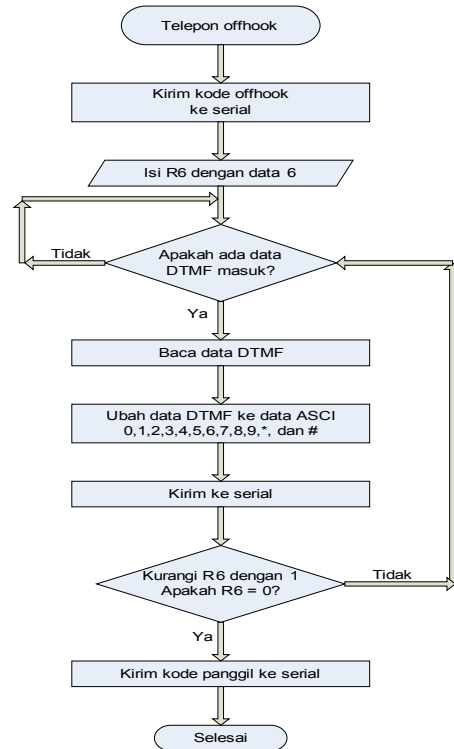 Telepon offhook
Kirim kode offhook
ke serial
Isi R6 dengan data 6
Apakah ada data
DTMF masuk?
Tidak
Ya
Baca data DTMF
Ubah data DTMF ke data ASCI
0,1,2,3,4,5,6,7,8,9,*, dan #
Kirim ke serial
Kurangi R6 dengan 1
Apakah R6 = 0?
Tidak
Ya
Kirim kode panggil ke serial
Selesai